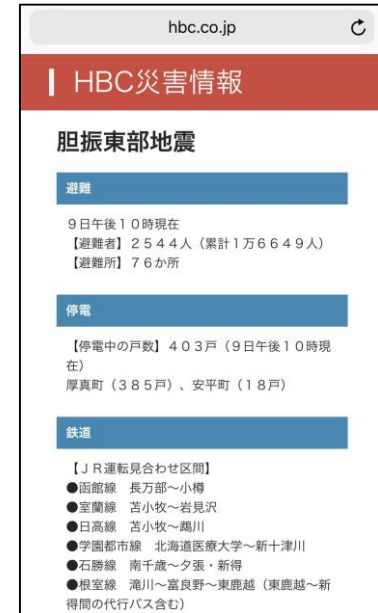 hbc.co.jp
HBC災害情報
胆振東部地震
避難
9日午後10時現在
【避難者】2544人（累計1万6649人）
【避難所】76か所
停電
【停電中の戸数】403戸（9日午後10時現
在）
厚真町（385戸）、安平町（18戸）
鉄道
【JR運転見合わせ区間】
●函館線　長万部～小樽
●室蘭線　苫小牧～岩見沢
●日高線　苫小牧～鵡川
●学園都市線　北海道医療大学～新十津川
●石勝線　南千歳～夕張・新得
●根室線　滝川～富良野～東鹿越（東鹿越～新
得間の代行バス含む）